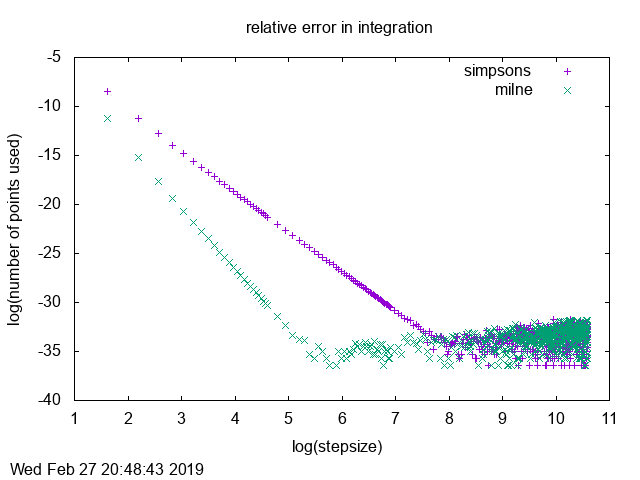 relative error in integration
simpsons
milne
-5
-10
-15
-20
-25
-30
-35
-40
log(number of points used)
1 2 3 4 5 6 7 8 9 10 11
log(stepsize)
Wed Feb 27 20:48:43 2019